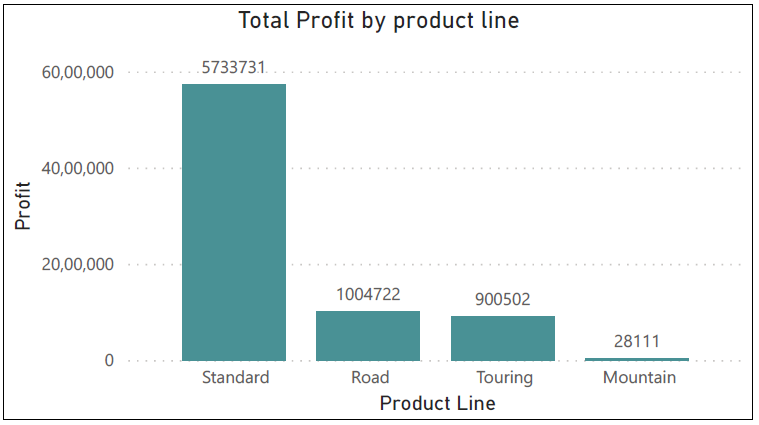 Total Profit by product line
60,00,000
40,00,000
20,00,000
0
Profit
5733731
1004722
900502
28111
Standard Road Touring Mountain
Product Line